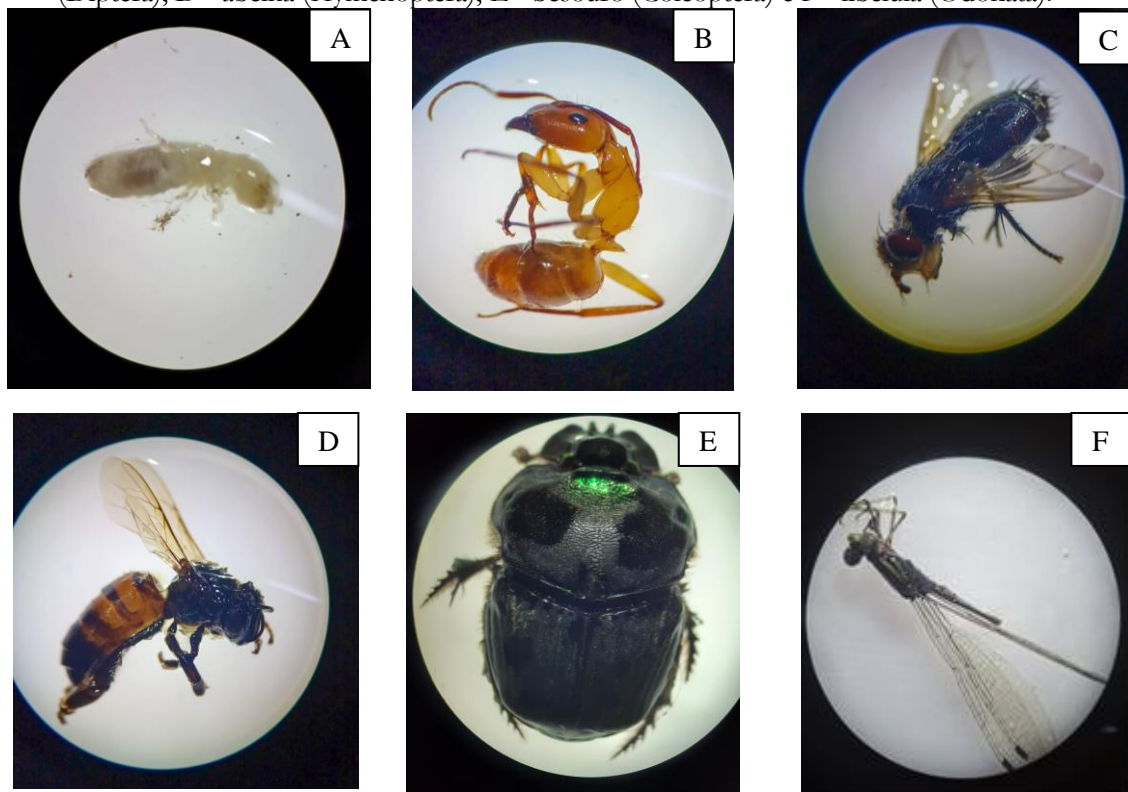 (Diptera), D – abelha (Hymenoptera), E – besouro (Coleoptera) e F – libélula (Odonata).
A
B
C
D
E
F